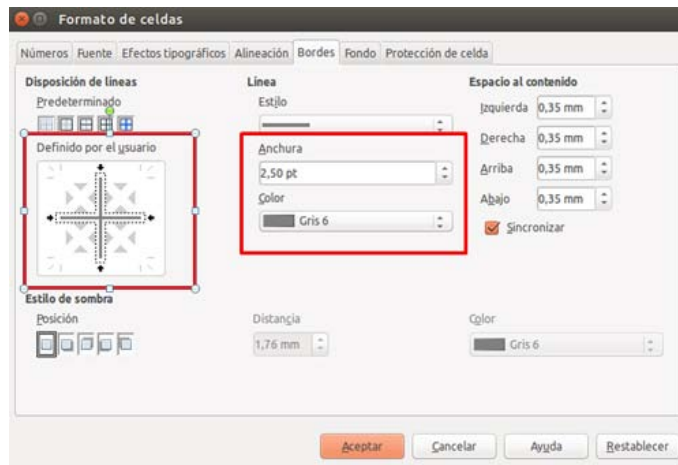 Formato de celdas
Números Fuente Efectos tipográficos Alineación Bordes Fondo Protección de celda
Disposición de líneas
Predeterminado
Definido por el usuario
Línea
Estilo
Anchura
2,50 pt
Color
Gris 6
Espacio al contenido
Izquierda 0,35 mm
Derecha 0,35 mm
Arriba 0,35 mm
Abajo 0,35 mm
Sincronizar
Estilo de sombra
Posición
Distancia
1,76 mm
Color
Gris 6
Aceptar Cancelar Ayuda Restablecer